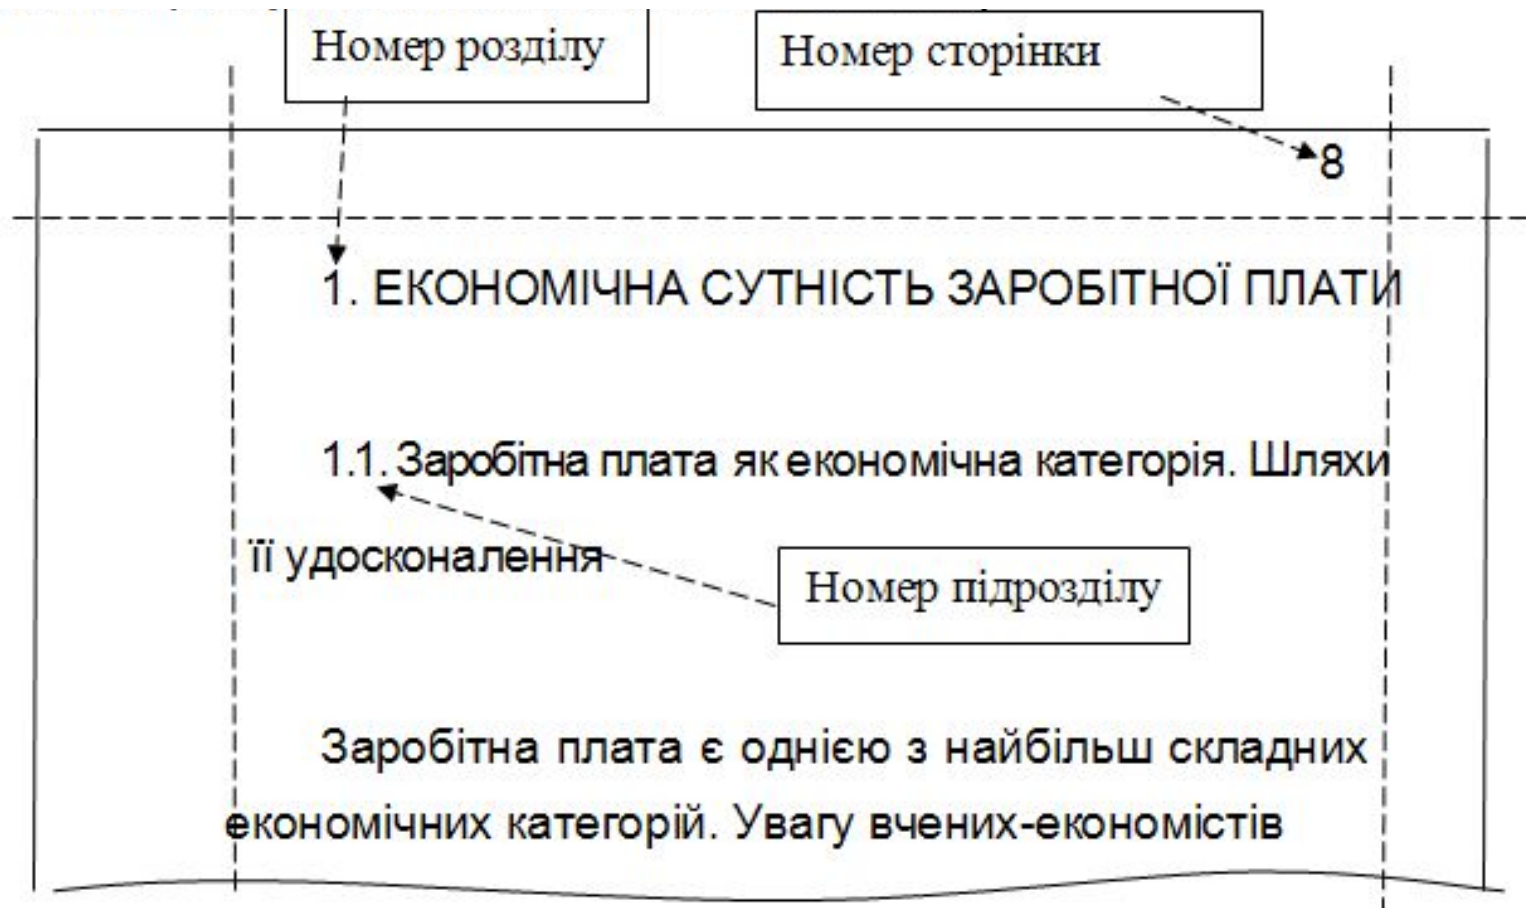 Номер розділу
Номер сторінки
8
1. ЕКОНОМІЧНА СУТНІСТЬ ЗАРОБІТНОЇ ПЛАТИ
1.1. Заробітна плата як економічна категорія. Шляхи
її удосконалення
Номер підрозділу
Заробітна плата є однією з найбільш складних
економічних категорій. Увагу вчених-економістів